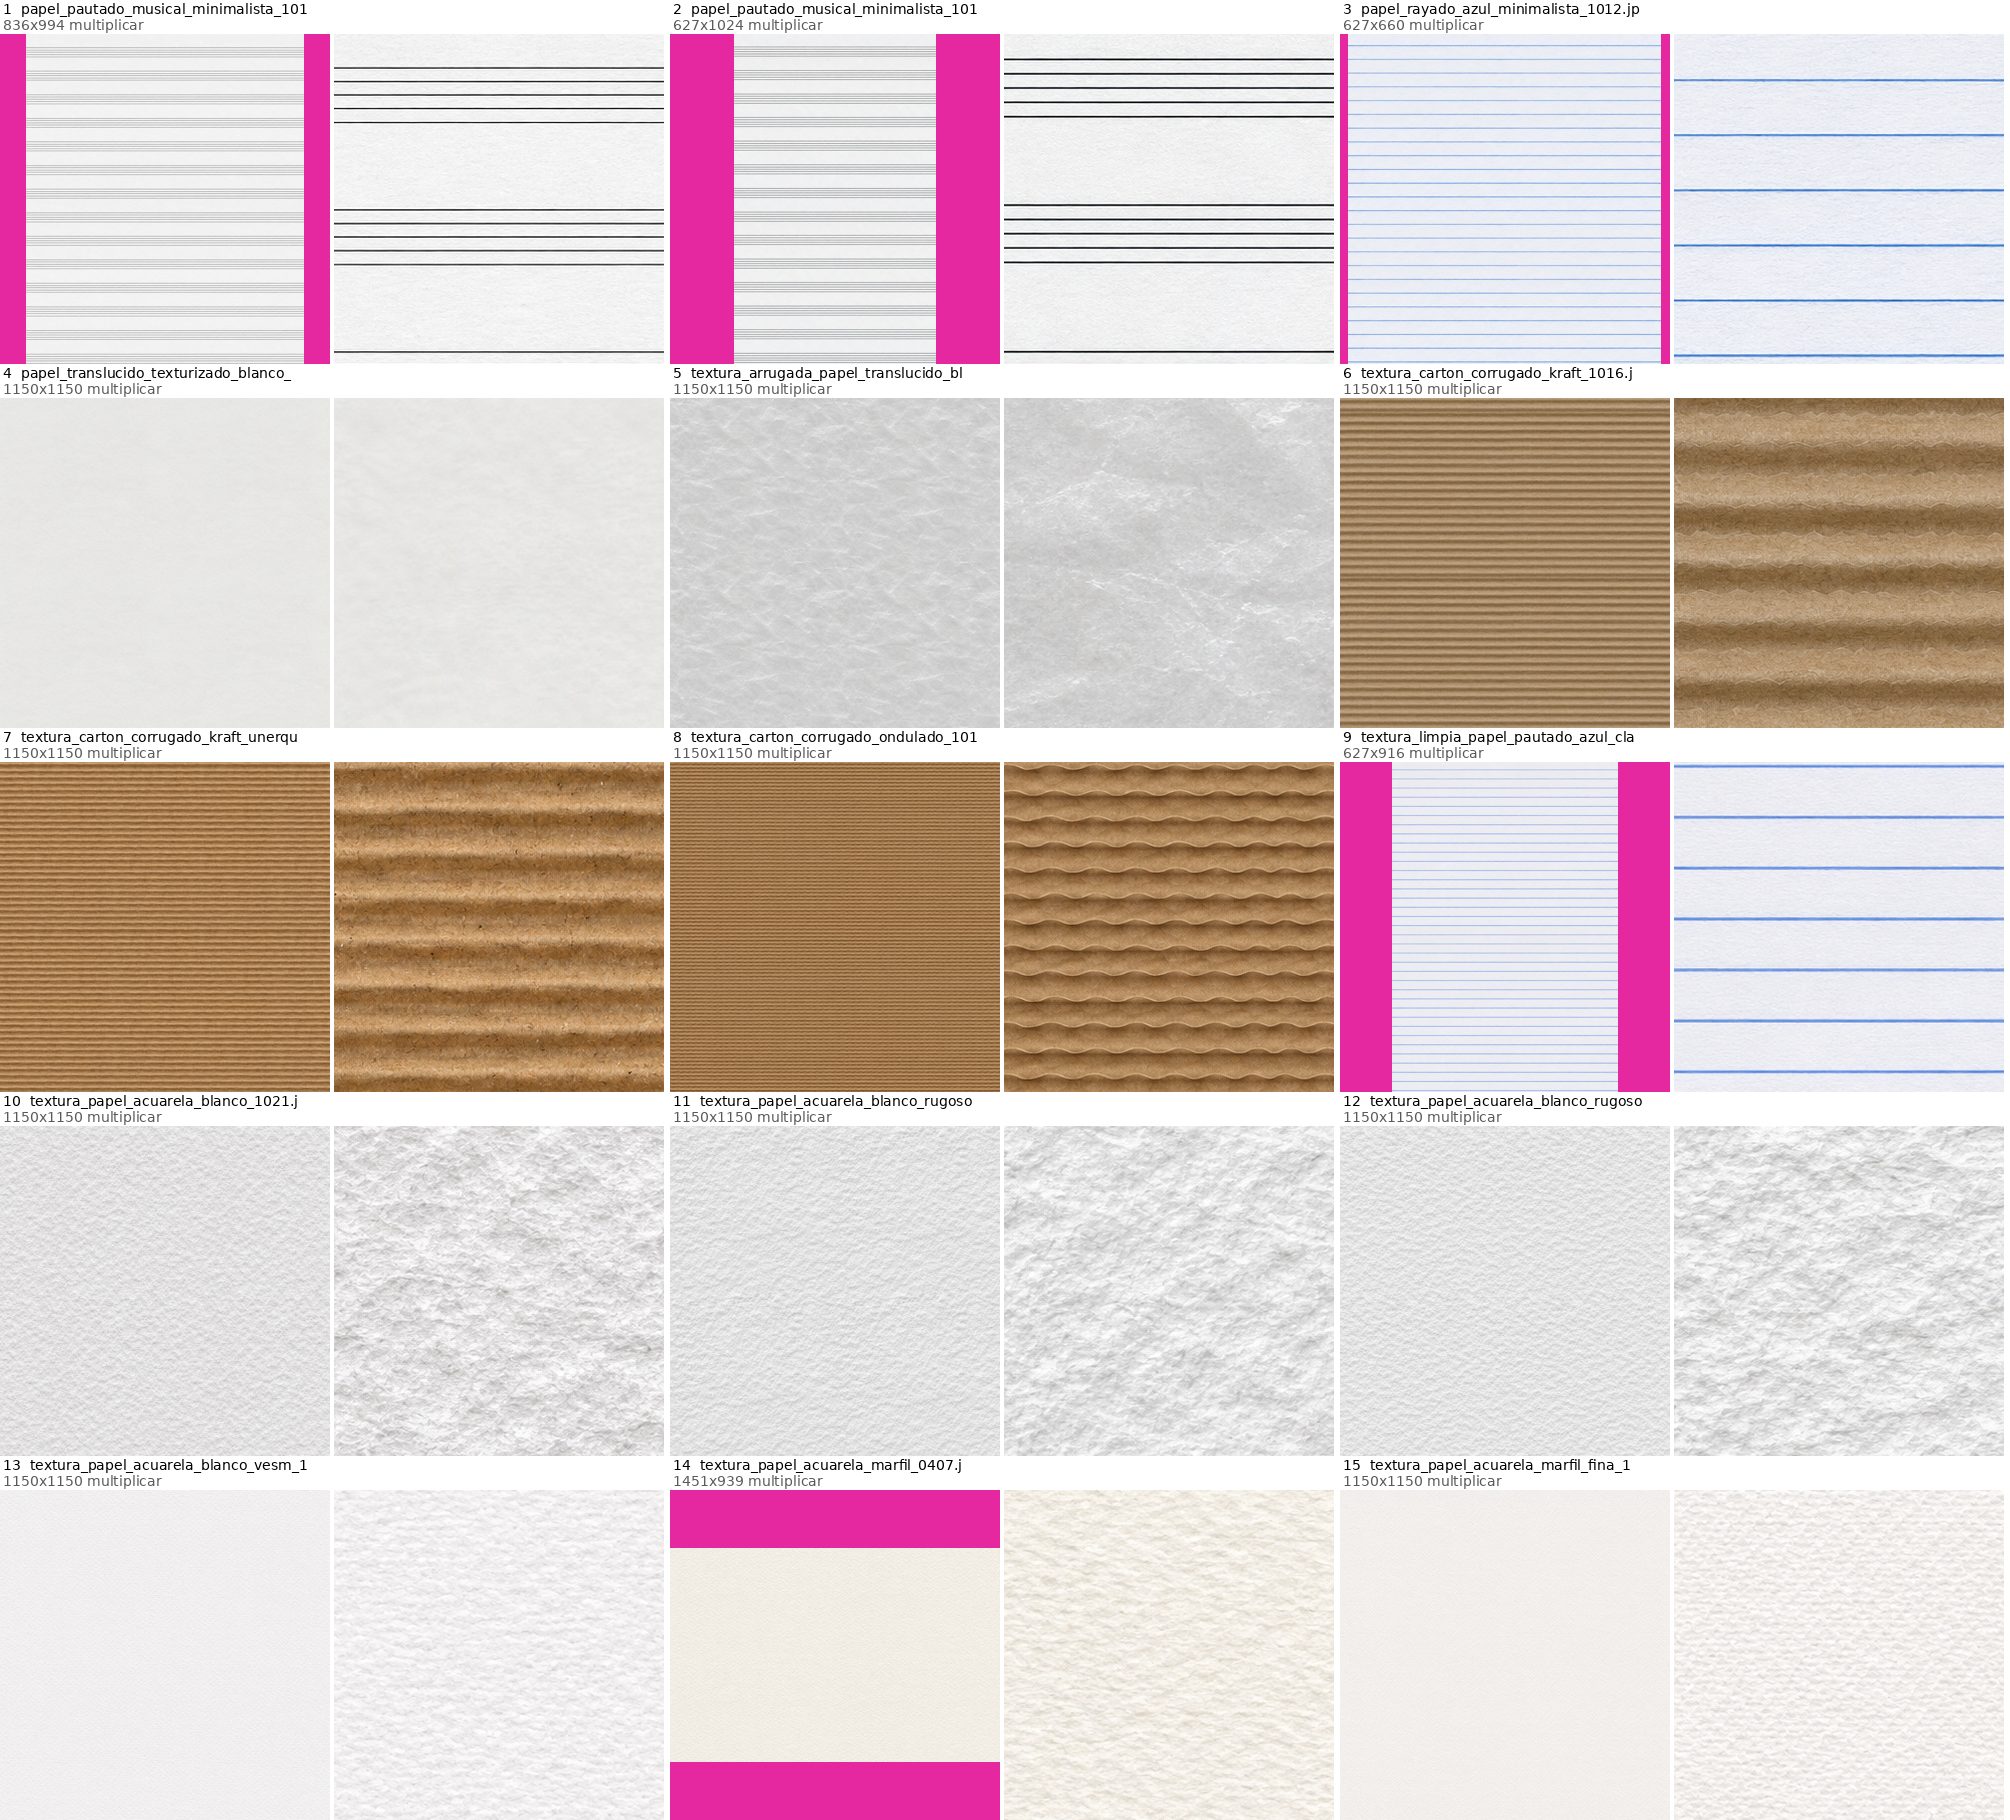 1 papel_pautado_musical_minimalista_101
836x994 multiplicar
2 papel_pautado_musical_minimalista_101
627x1024 multiplicar
3 papel_rayado_azul_minimalista_1012.jp
627x660 multiplicar
4 papel_translucido_texturizado_blanco_
1150x1150 multiplicar
5 textura_arrugada_papel_translucido_bl
1150x1150 multiplicar
6 textura_carton_corrugado_kraft_1016.j
1150x1150 multiplicar
7 textura_carton_corrugado_kraft_unerqu
1150x1150 multiplicar
8 textura_carton_corrugado_ondulado_101
1150x1150 multiplicar
9 textura_limpia_papel_pautado_azul_cla
627x916 multiplicar
10 textura_papel_acuarela_blanco_1021.j
1150x1150 multiplicar
11 textura_papel_acuarela_blanco_rugoso
1150x1150 multiplicar
12 textura_papel_acuarela_blanco_rugoso
1150x1150 multiplicar
13 textura_papel_acuarela_blanco_vesm_1
1150x1150 multiplicar
14 textura_papel_acuarela_marfil_0407.j
1451x939 multiplicar
15 textura_papel_acuarela_marfil_fina_1
1150x1150 multiplicar